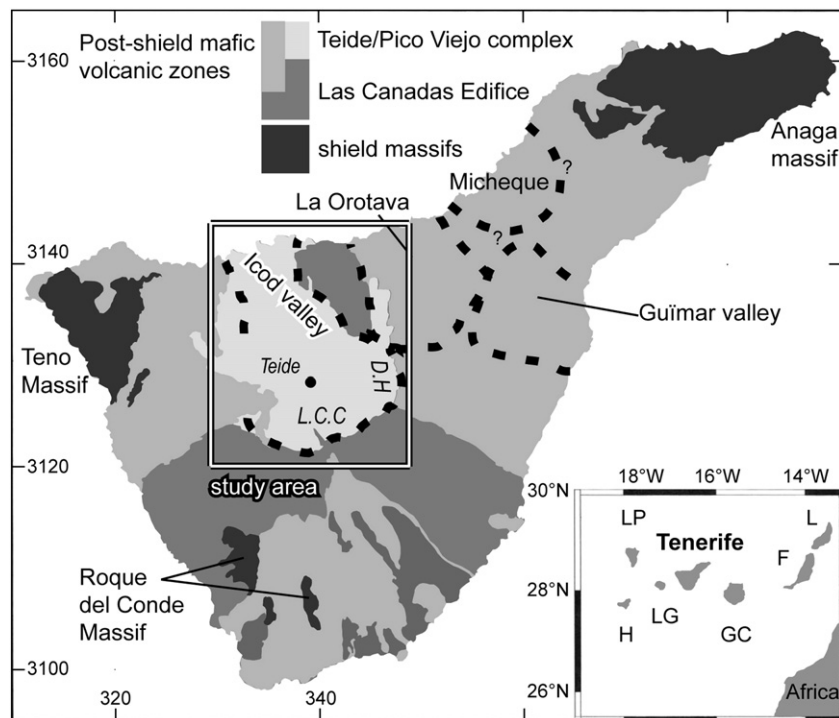 3160
3140
3120
3100
320
340
Post-shield mafic
volcanic zones
Teide/Pico Viejo complex
Las Canadas Edifice
shield massifs
Anaga
massif
Micheque
?
?
La Orotava
Icod valley
Guïmar valley
Teno
Massif
Teide
D.H
L.C.C
study area
Roque
del Conde
Massif
18°W
16°W
14°W
30°N
28°N
26°N
LP
Tenerife
L
F
LG
H
GC
Africa